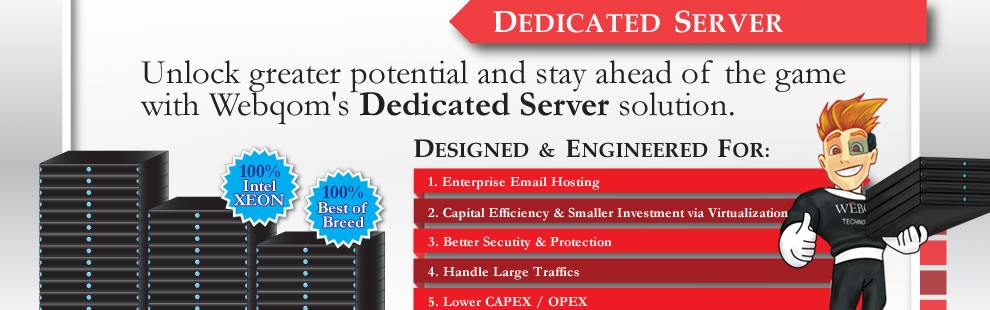 DEDICATED SERVER
Unlock greater potential and stay ahead of the game
with Webqom's Dedicated Server solution.
100%
Intel
XEON
100%
Best of
Breed
DESIGNED & ENGINEERED FOR:
1. Enterprise Email Hosting
2. Capital Efficiency & Smaller Investment via Virtualization
3. Better Secutity & Protection
4. Handle Large Traffics
5. Lower CAPEX / OPEX